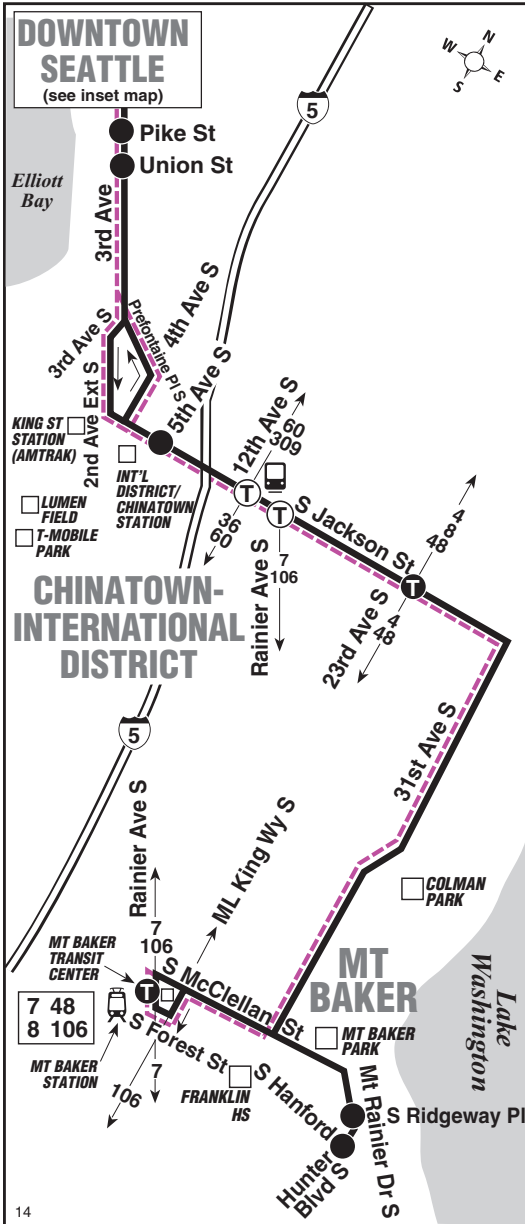 DOWNTOWN
SEATTLE
(see inset map)
N
W
E
S
5
Pike St
Union St
Elliott
Bay
3rd Ave
3rd Ave S
Prefontaine Pl S
4th Ave S
2nd Ave Ext S
5th Ave S
KING ST
STATION
(AMTRAK)
INT'L
DISTRICT/
CHINATOWN
STATION
LUMEN
FIELD
T-MOBILE
PARK
12th Ave S
60
309
T
T
36
60
S Jackson St
4
8
48
7
106
Rainier Ave S
T
23rd Ave S
4
48
CHINATOWN-
INTERNATIONAL
DISTRICT
5
31st Ave S
Rainier Ave S
ML King Wy S
COLMAN
PARK
7
106
MT BAKER
TRANSIT
CENTER
T
S McClellan St
MT
BAKER
Lake
Washington
7 48
8 106
MT BAKER
STATION
S Forest St
MT BAKER
PARK
106
7
FRANKLIN
HS
S Hanford
Mt Rainier Dr S
S Ridgeway Pl
Hunter
Blvd S
14